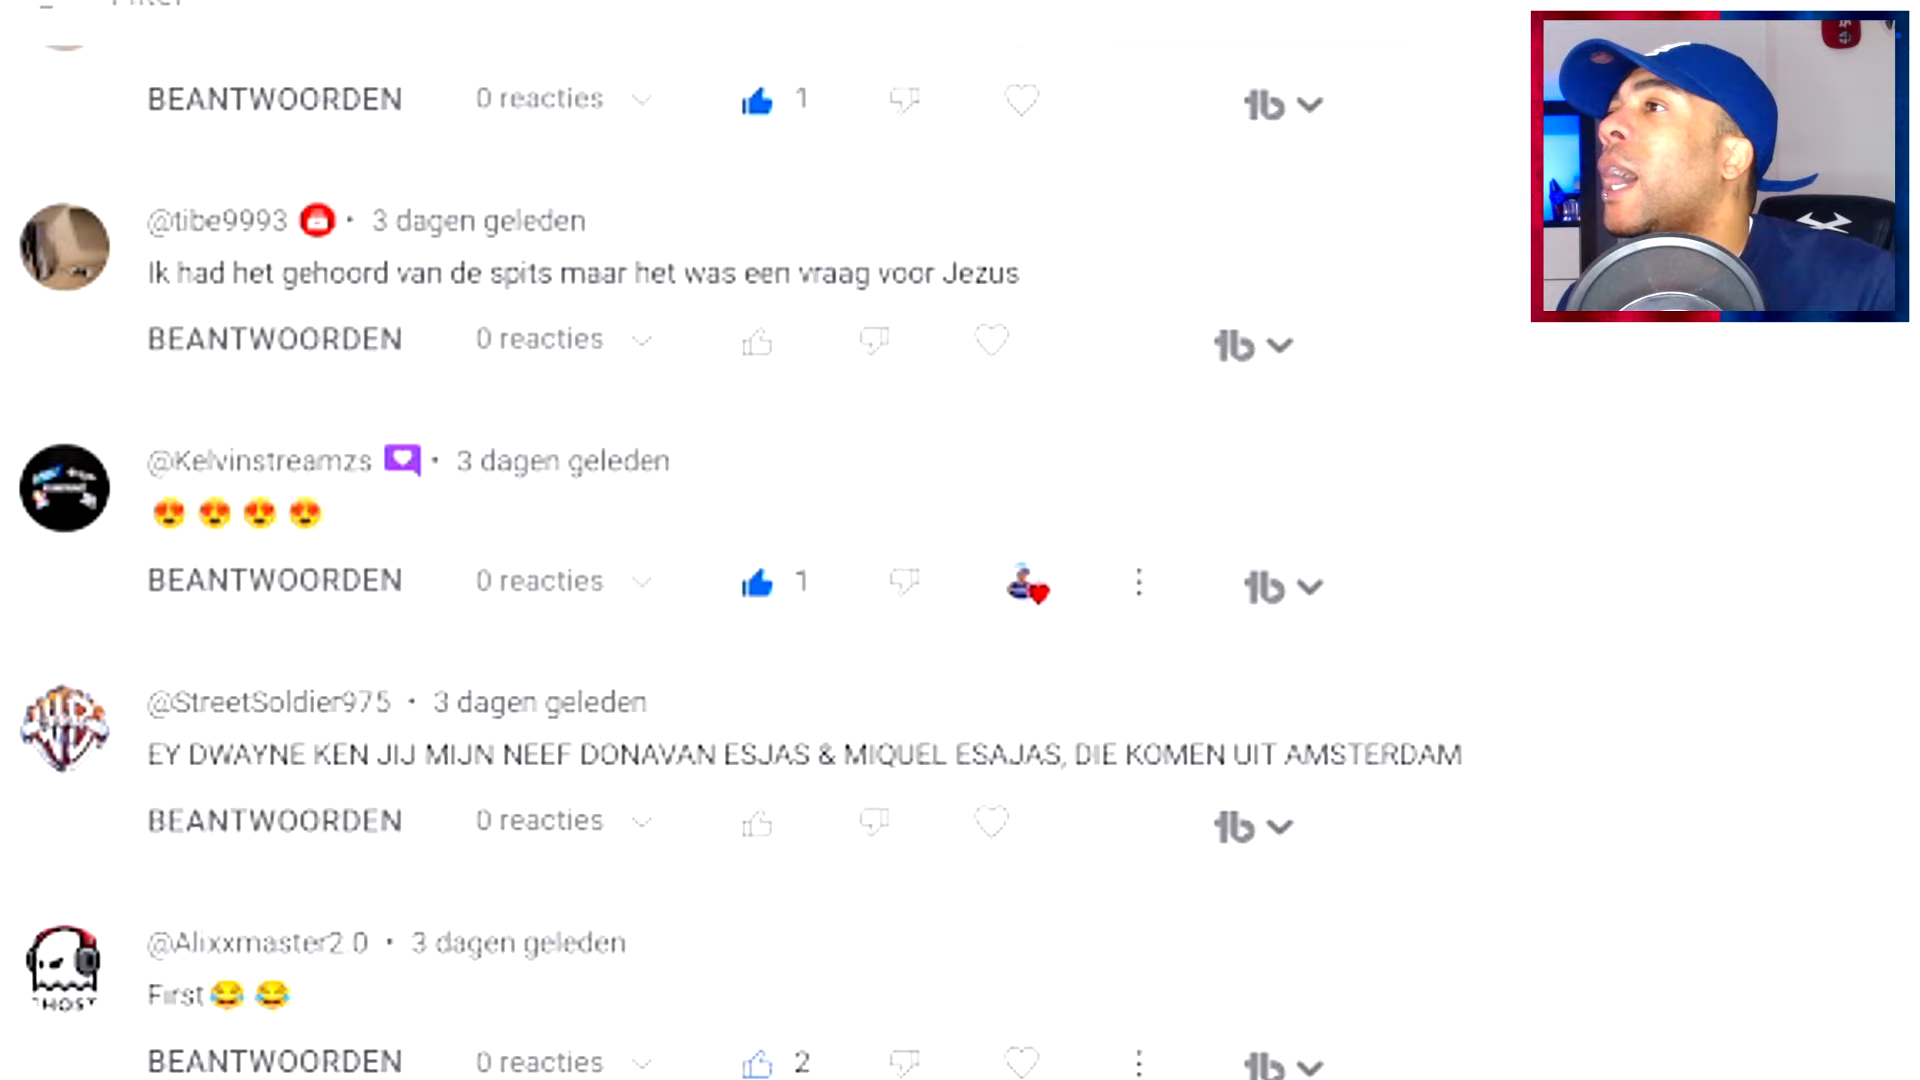 BEANTWOORDEN 0 reacties 1
@tibe9993 • 3 dagen geleden
Ik had het gehoord van de spits maar het was een vraag voor Jezus
BEANTWOORDEN 0 reacties
@Kelvinstreamzs • 3 dagen geleden
😍 😍 😍 😍
BEANTWOORDEN 0 reacties 1
@StreetSoldier975 • 3 dagen geleden
EY DWAYNE KEN JIJ MIJN NEEF DONAVAN ESJAS & MIQUEL ESAJAS, DIE KOMEN UIT AMSTERDAM
BEANTWOORDEN 0 reacties
@Alixxmaster2.0 • 3 dagen geleden
First😂 😂
BEANTWOORDEN 0 reacties 2